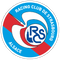 RACING CLUB DE STRASBOURG
RCS
ALSACE